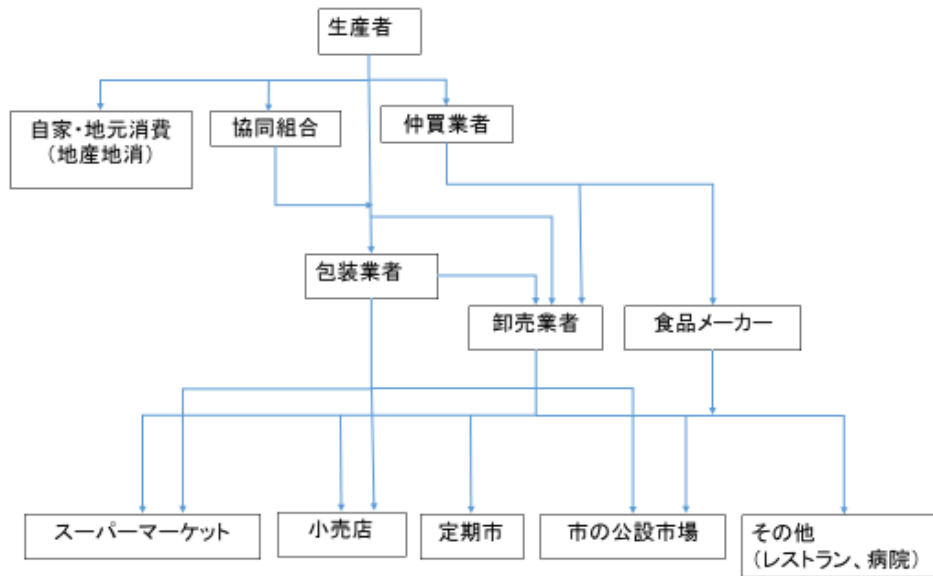 生産者
自家・地元消費
（地産地消）
協同組合
仲買業者
包装業者
卸売業者
食品メーカー
スーパーマーケット
小売店
定期市
市の公設市場
その他
（レストラン、病院）